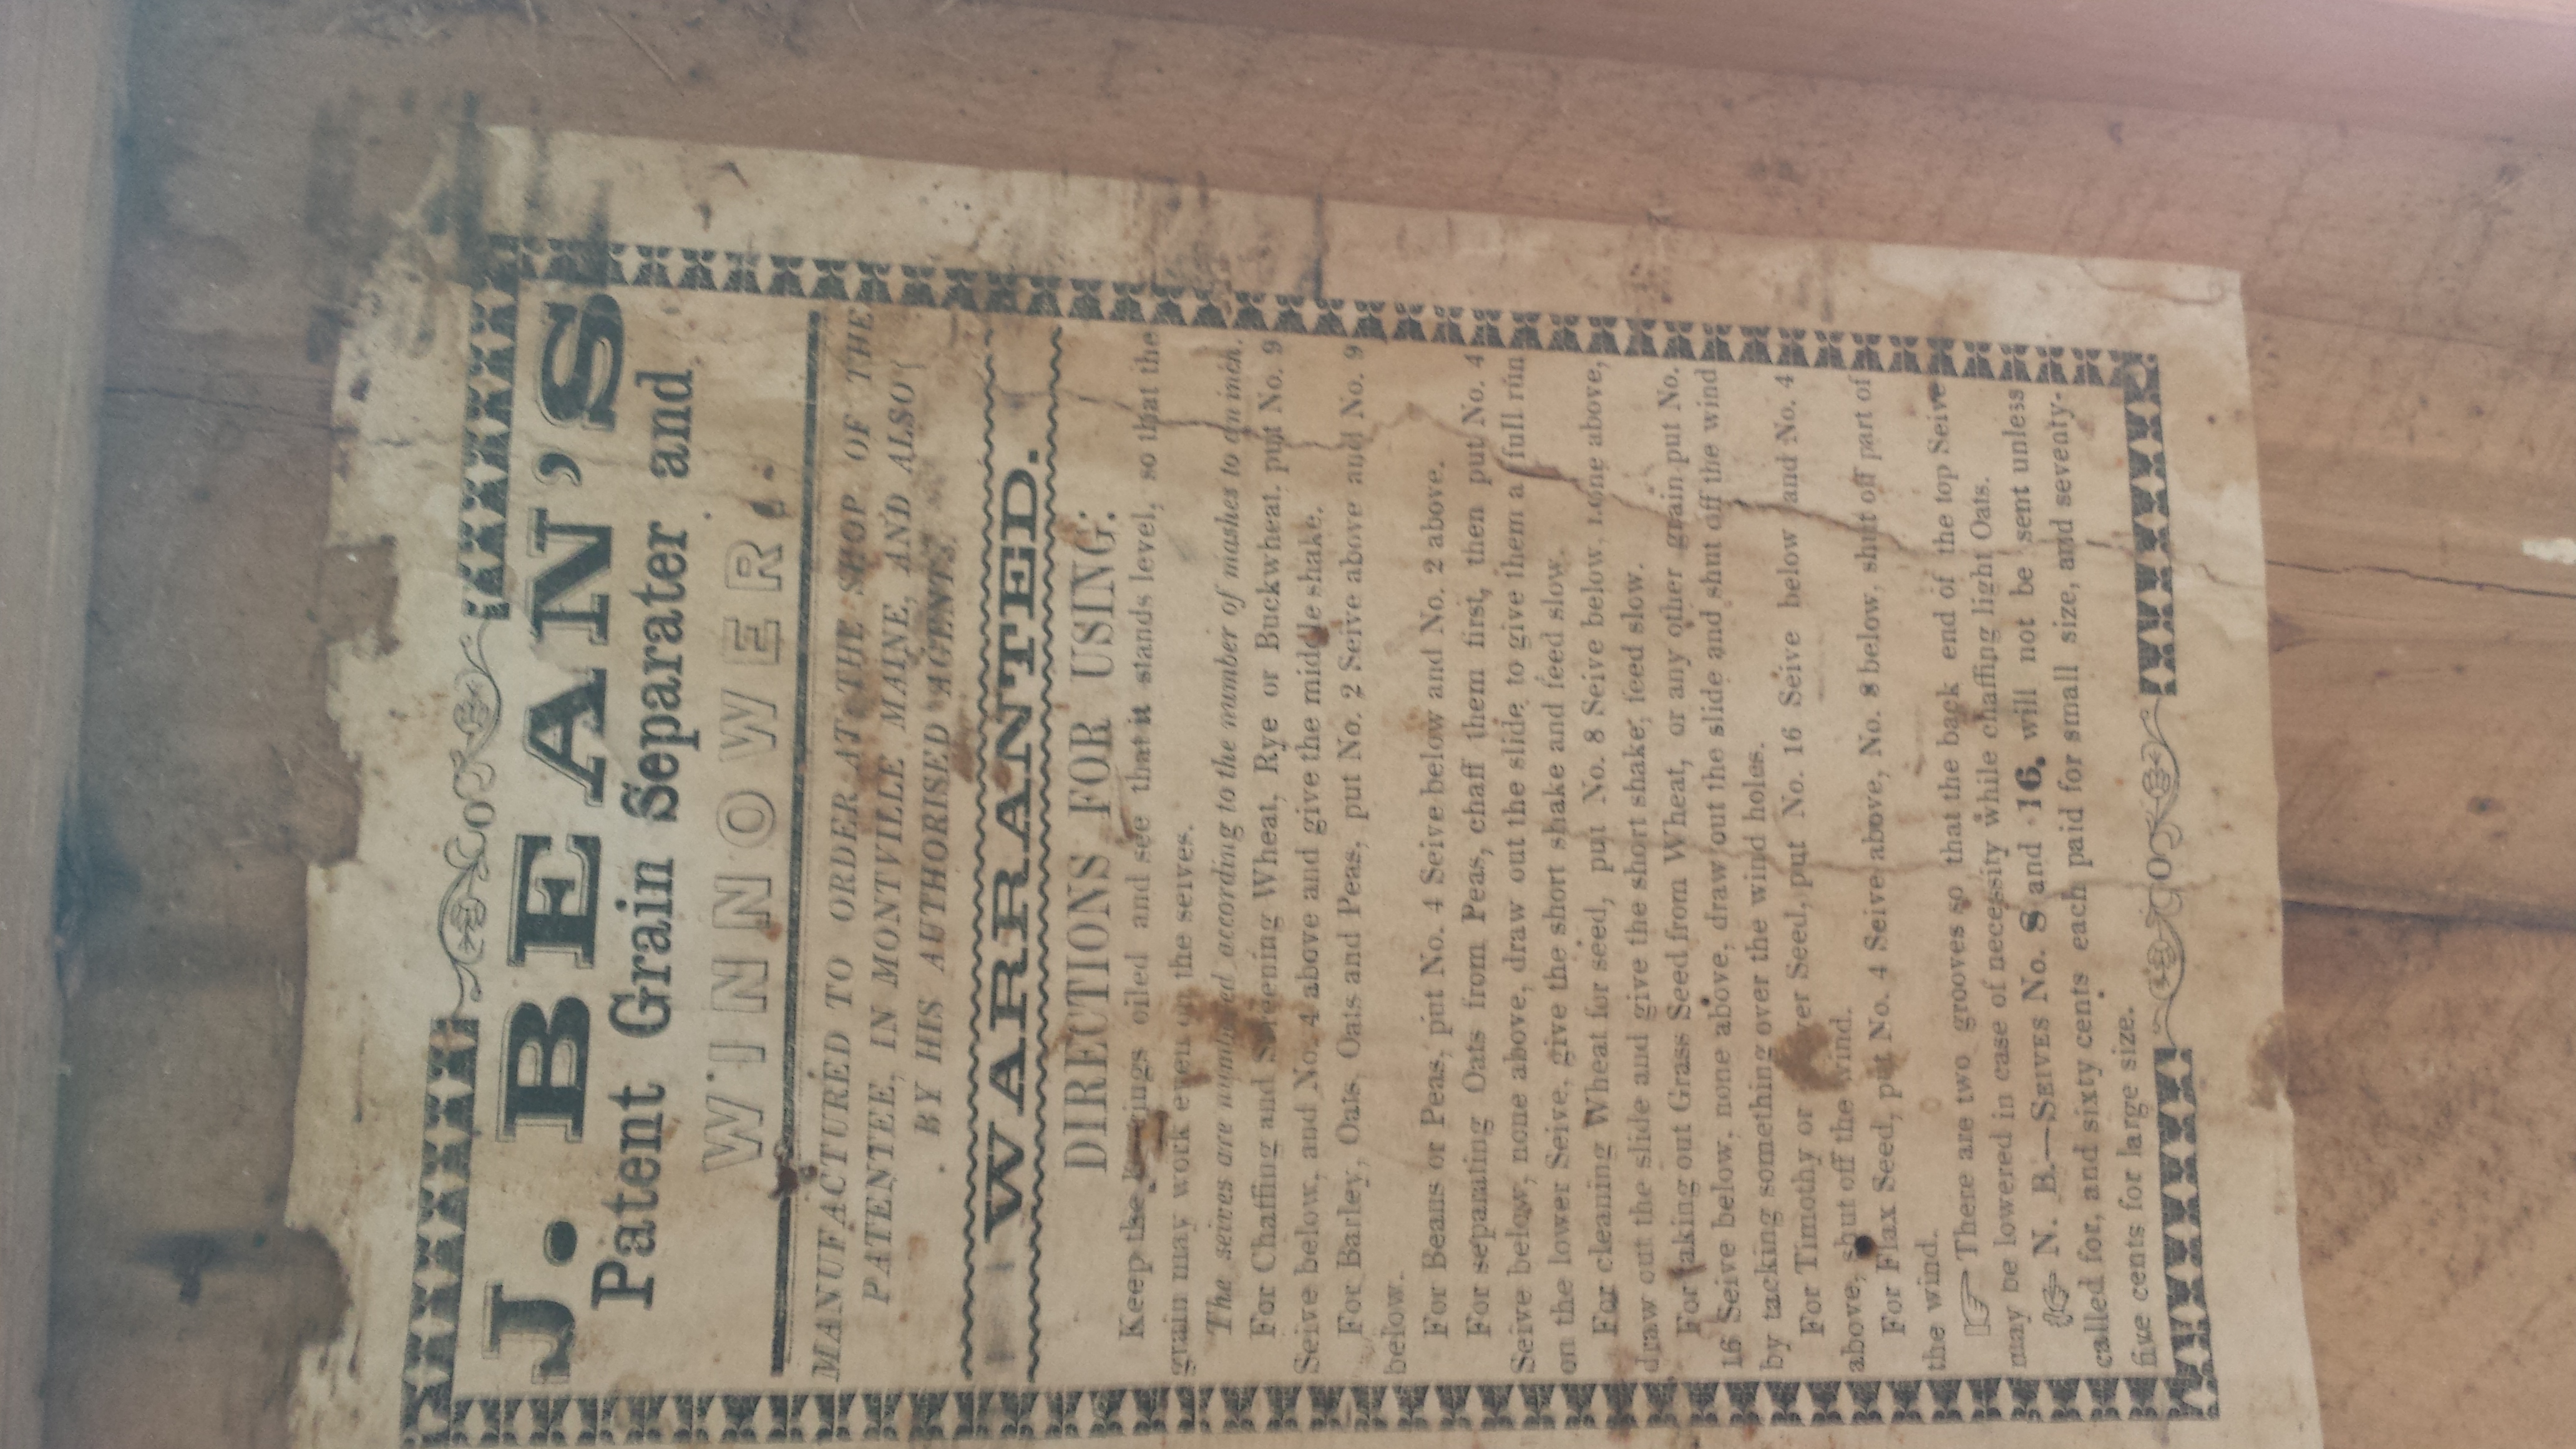 J. BEAN'S
Patent Grain Separater and
WINNOWER.
MANUFACTURED TO ORDER AT THE SHOP OF THE
PATENTEE, IN MONTVILLE MAINE, AND ALSO
BY HIS AUTHORISED AGENTS.
WARRANTED.
DIRECTIONS FOR USING:
Keep the oiled and see that it stands level, so that the
grain may work even on the seives.
The seives are numbered according to the number of mashes to an inch.
For Chaffing and Skreening Wheat, Rye or Buckwheat, put No. 9
Seive below, and No. 4 above and give the middle shake.
For Barley, Oats, Oats and Peas, put No. 2 Seive above and No. 9
below.
For Beans or Peas, put No. 4 Seive below and No. 2 above.
For separating Oats from Peas, chaff them first, then put No. 4
Seive below, none above, draw out the slide, to give them a full run
on the lower Seive, give the short shake and feed slow.
For cleaning Wheat for seed, put No. 8 Seive below, none above,
draw out the slide and give the short shake, feed slow.
For taking out Grass Seed from Wheat, or any other grain put No.
16 Seive below, none above, draw out the slide and shut off the wind
by tacking something over the wind holes.
For Timothy or Seed, put No. 16 Seive below and No. 4
above, shut off the wind.
For Flax Seed, put No. 4 Seive above, No. 8 below, shut off part of
the wind.
☞ There are two grooves so that the back end of the top Seive
may be lowered in case of necessity while chaffing light Oats.
☞ N. B.—SEIVES No. 8 and 16, will not be sent unless
called for, and sixty cents each paid for small size, and seventy-
five cents for large size.